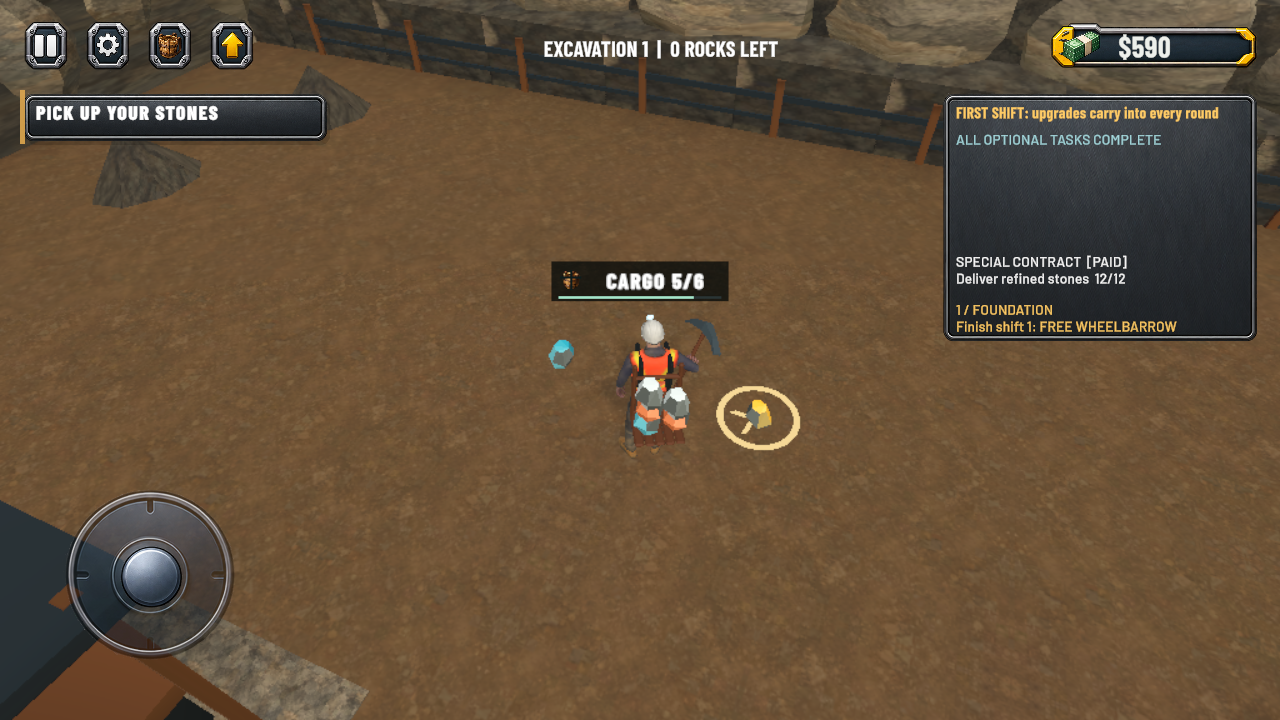 EXCAVATION 1 | 0 ROCKS LEFT
$590
PICK UP YOUR STONES
FIRST SHIFT: upgrades carry into every round
ALL OPTIONAL TASKS COMPLETE
SPECIAL CONTRACT [PAID]
Deliver refined stones 12/12
1 / FOUNDATION
Finish shift 1: FREE WHEELBARROW
CARGO 5/6